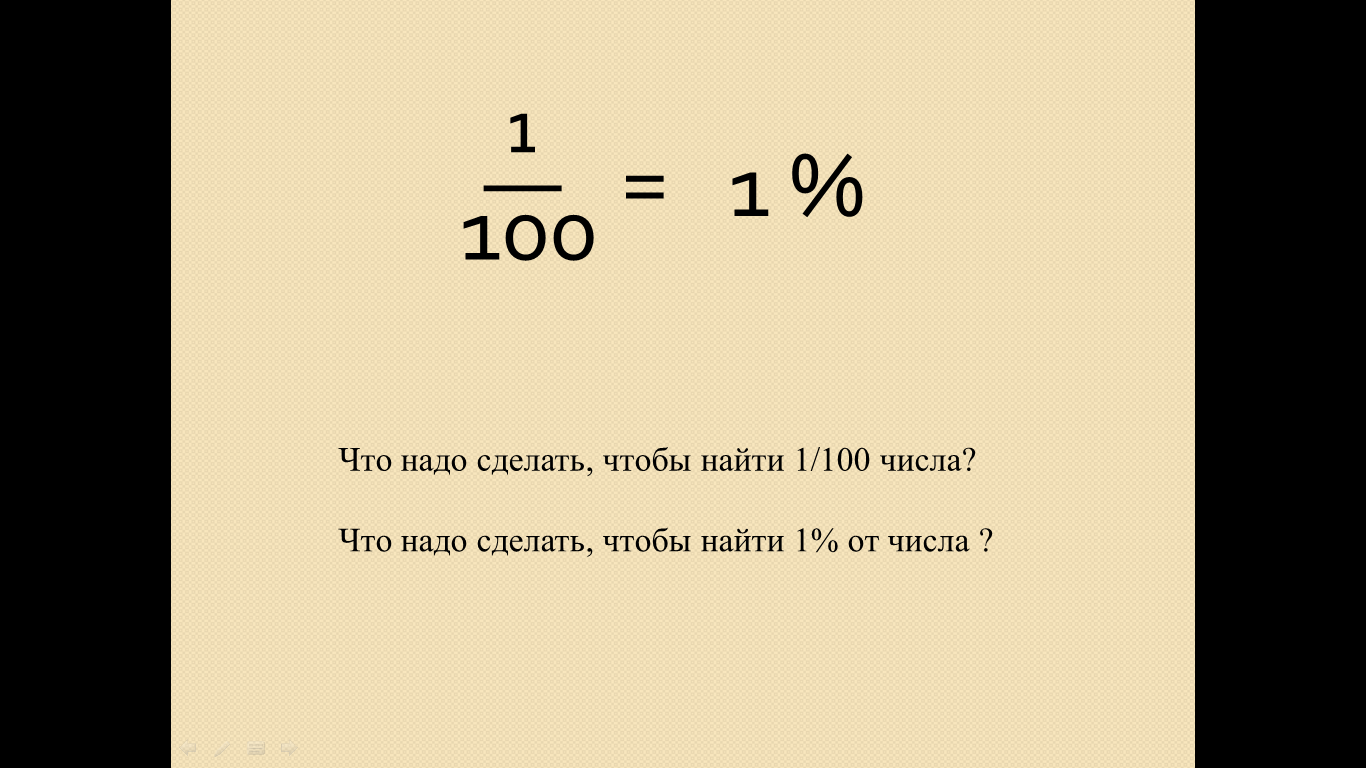 1
100
= 1 %
Что надо сделать, чтобы найти 1/100 числа?
Что надо сделать, чтобы найти 1% от числа ?